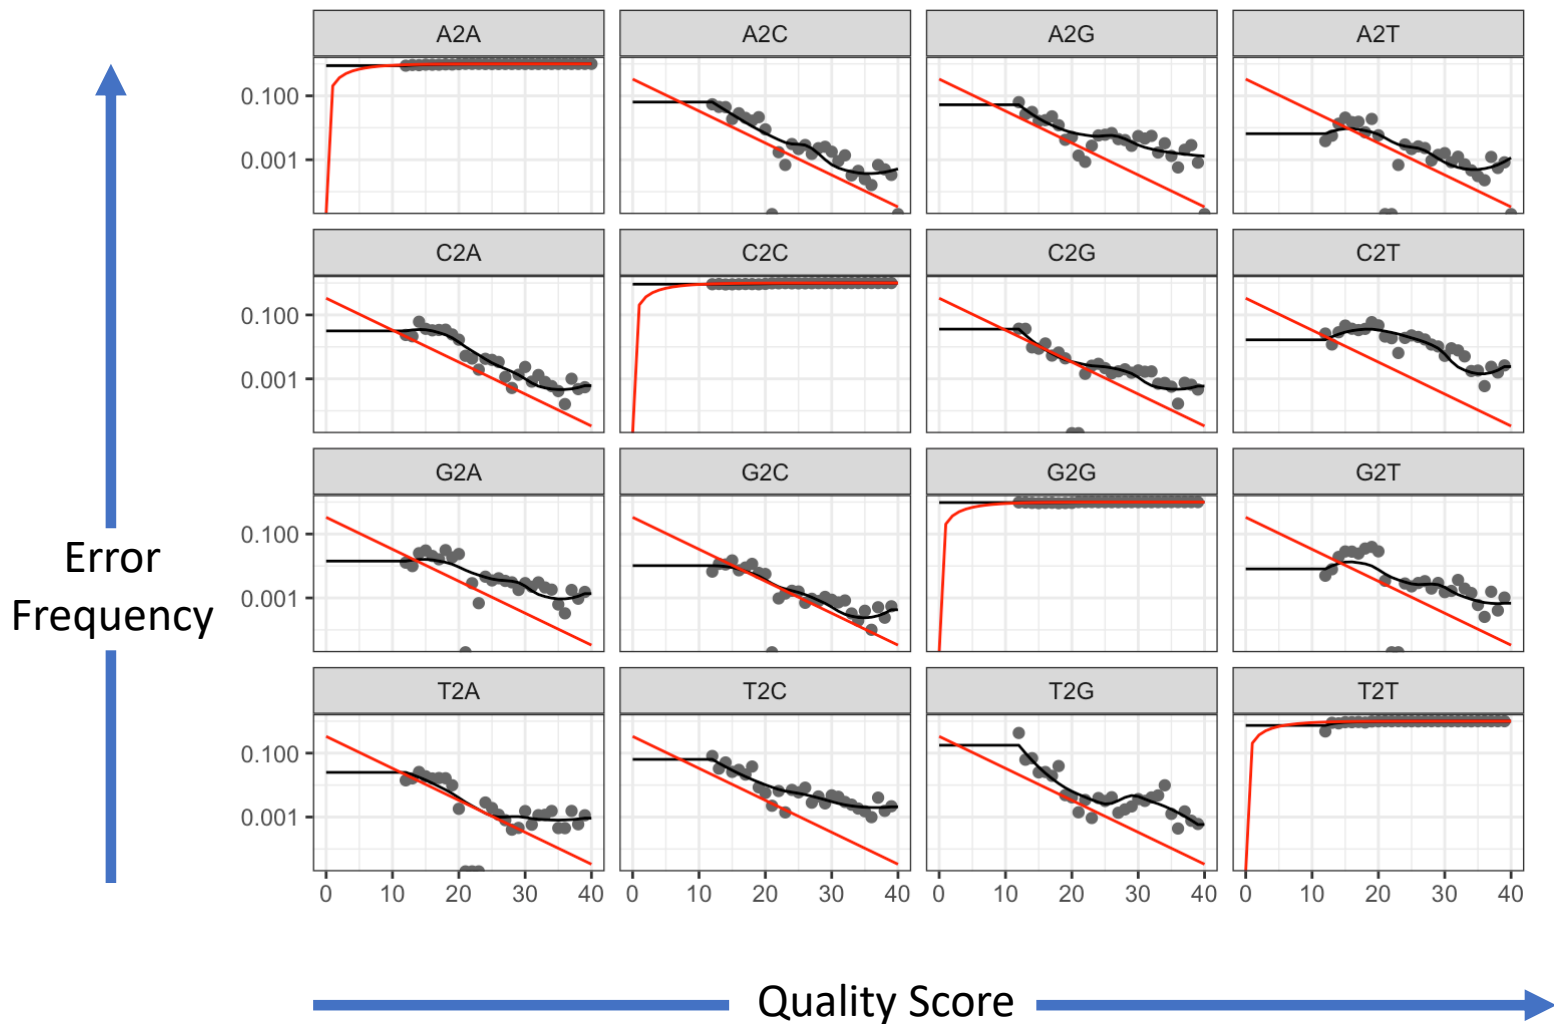 A2A A2C A2G A2T
0.100
0.001
C2A C2C C2G C2T
0.100
0.001
G2A G2C G2G G2T
0.100
0.001
T2A T2C T2G T2T
0.100
0.001
0 10 20 30 40 0 10 20 30 40 0 10 20 30 40 0 10 20 30 40
Error
Frequency
Quality Score